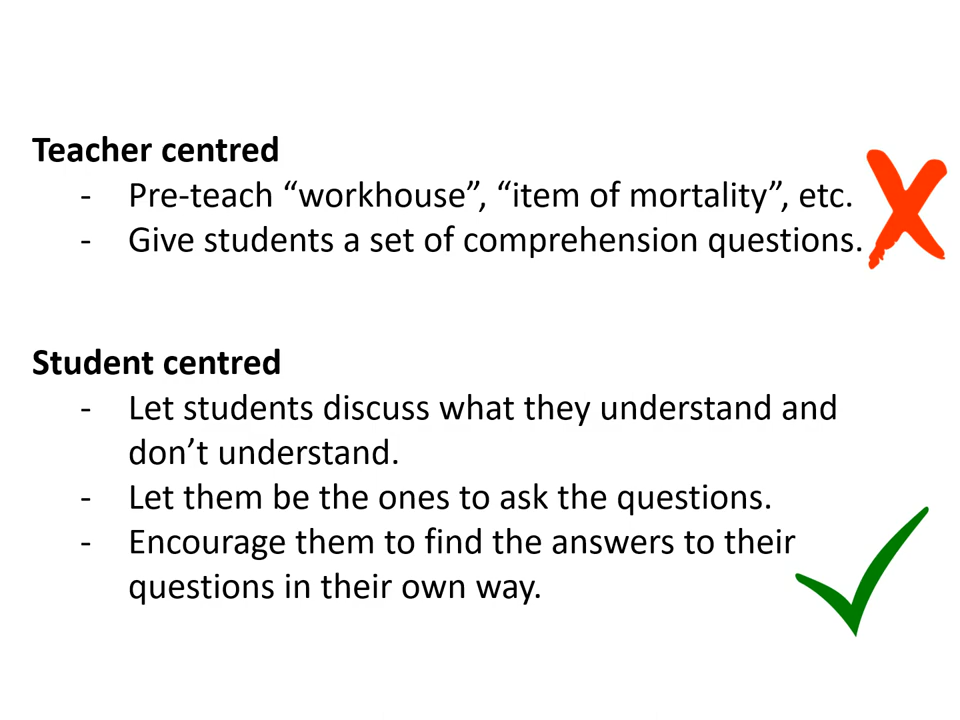 Teacher centred
- Pre-teach “workhouse”, “item of mortality”, etc.
- Give students a set of comprehension questions.
Student centred
- Let students discuss what they understand and
don’t understand.
- Let them be the ones to ask the questions.
- Encourage them to find the answers to their
questions in their own way.